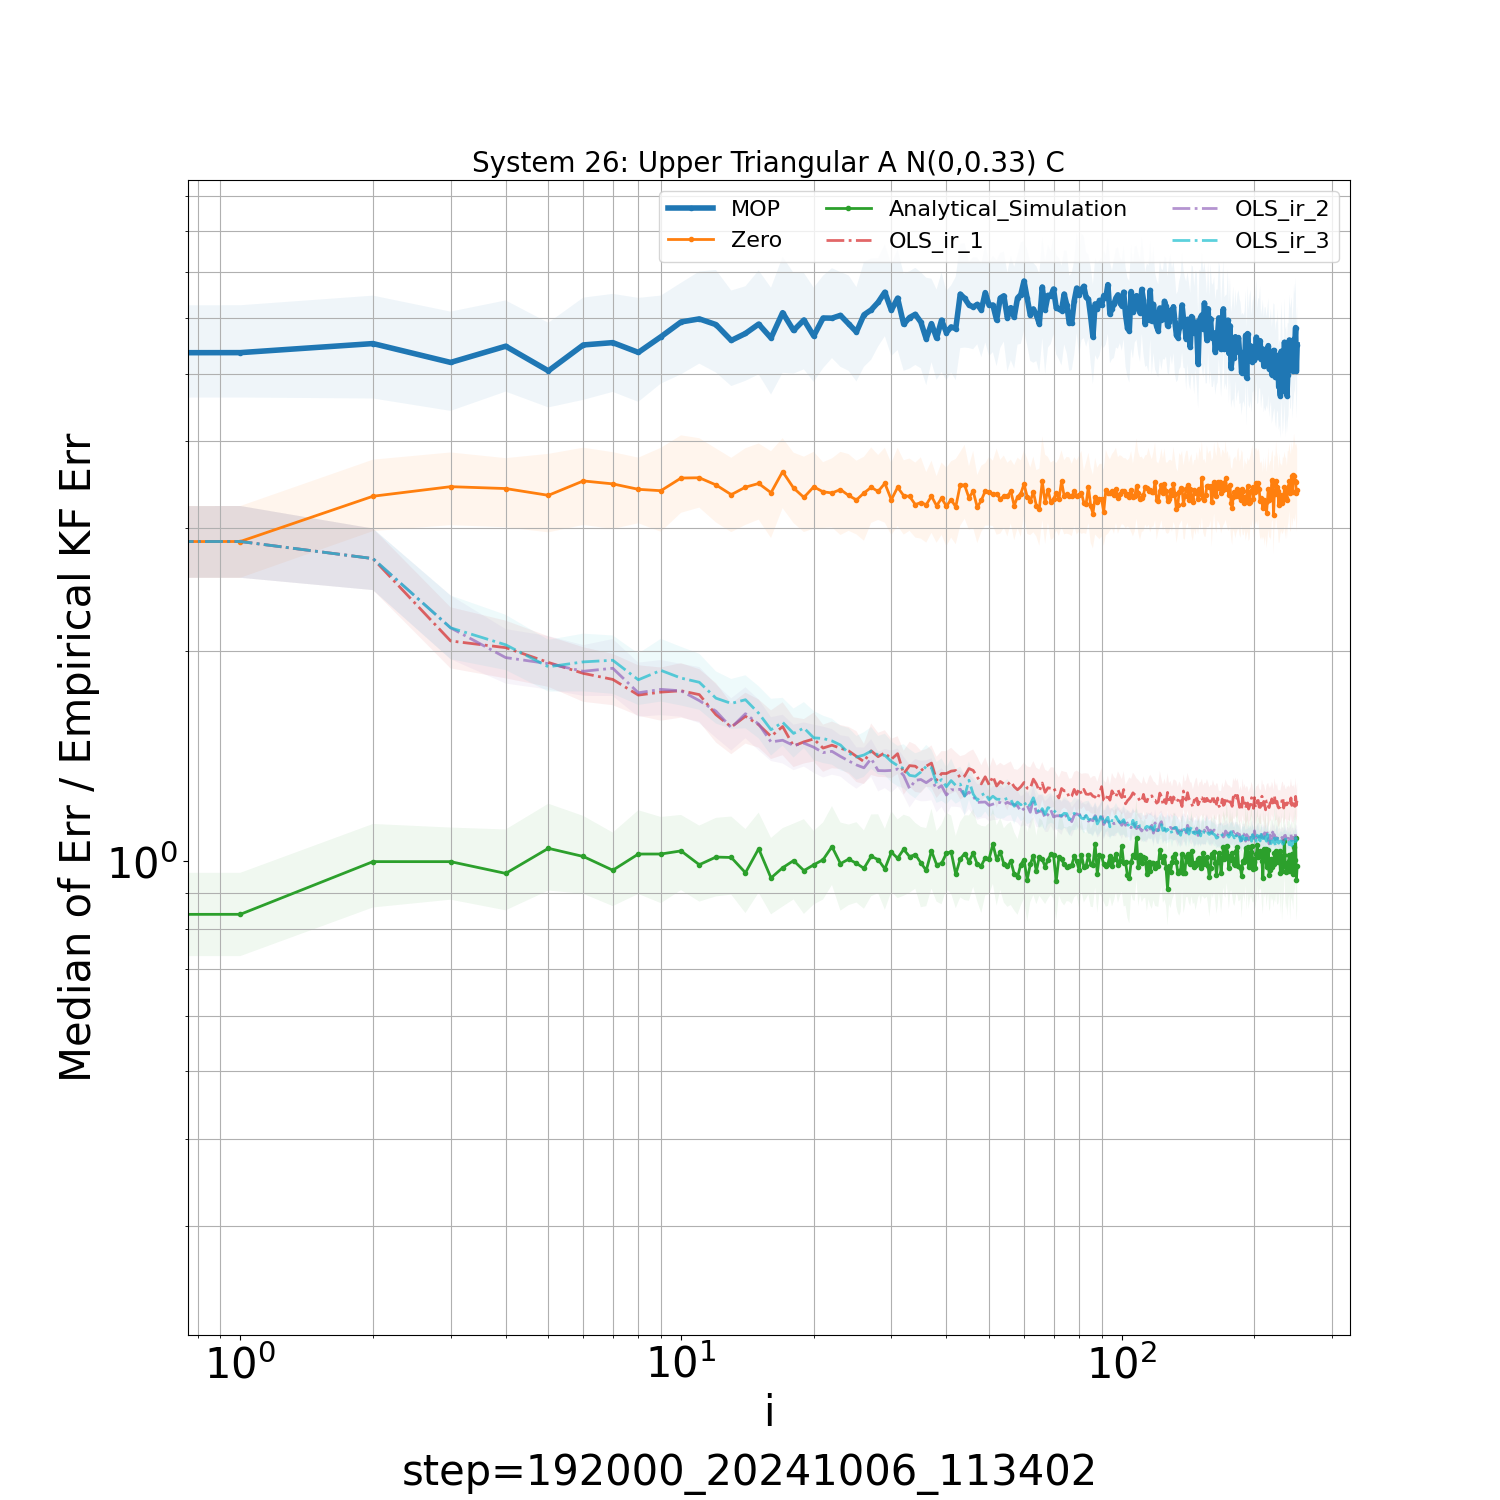 System 26: Upper Triangular A N(0,0.33) C
MOP
Zero
Analytical_Simulation
OLS_ir_1
OLS_ir_2
OLS_ir_3
Median of Err / Empirical KF Err
10⁰
10⁰
10¹
10²
i
step=192000_20241006_113402